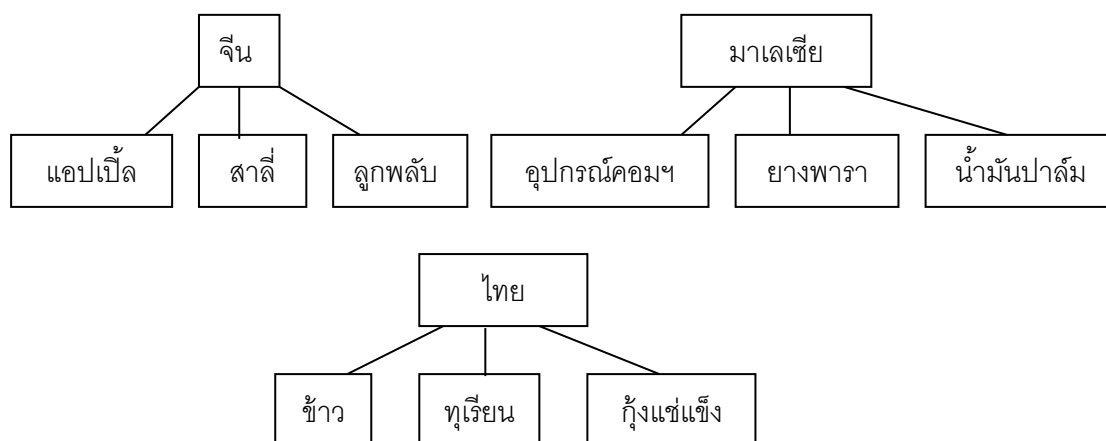 จีน
มาเลเซีย
แอปเปิ้ล
สาลี่
ลูกพลับ
อุปกรณ์คอมฯ
ยางพารา
น้ำมันปาล์ม
ไทย
ข้าว
ทุเรียน
กุ้งแช่แข็ง